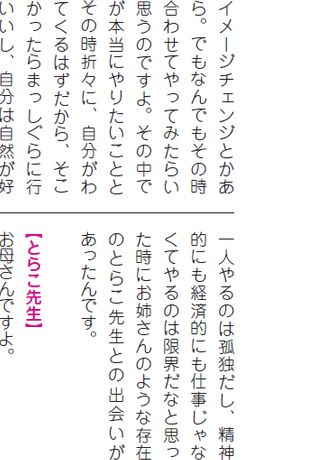 イメージチェンジとかあ
ら。でもなんでもその時
合わせてやってみたらい
思うのですよ。その中で
が本当にやりたいことと
その時折々に、自分がわ
てくるはずだから、そこ
かったらまっしぐらに行
いいし、自分は自然が好
一人やるのは孤独だし、精神
的にも経済的にも仕事じゃな
くてやるのは限界だなと思っ
た時にお姉さんのような存在
のとらこ先生との出会いが
あったんです。
【とらこ先生】
お母さんですよ。